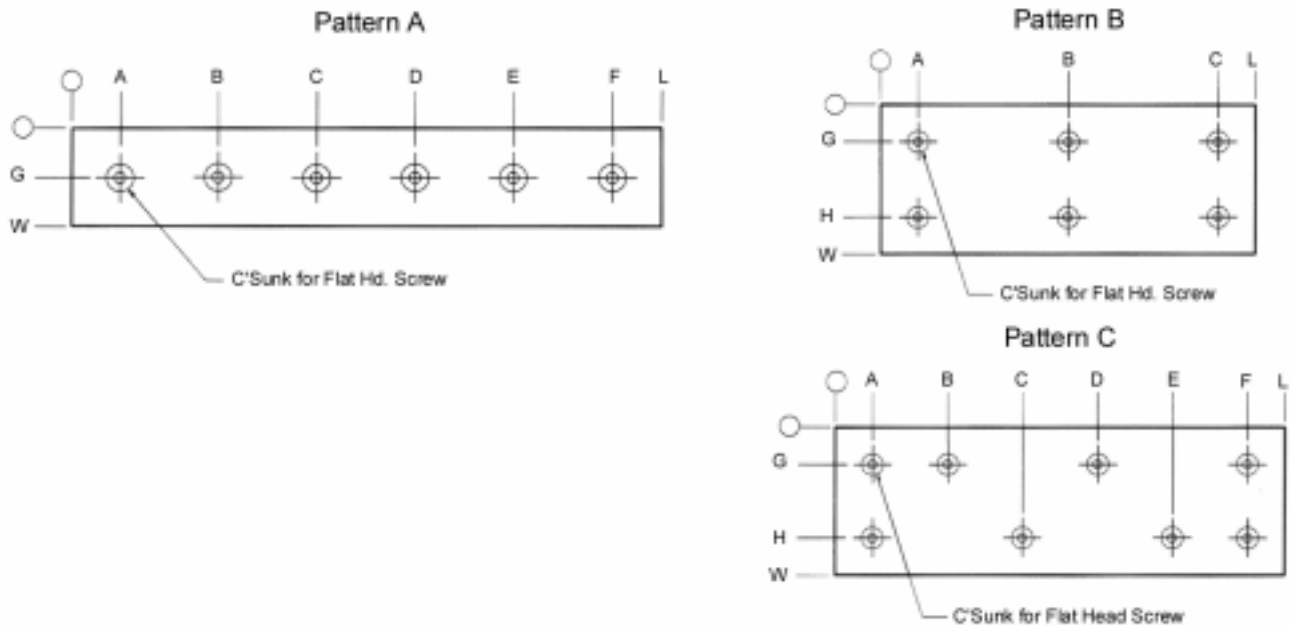 Pattern A
A B C D E F L
G
W
C'Sunk for Flat Hd. Screw
Pattern B
A B C L
G
H
W
C'Sunk for Flat Hd. Screw
Pattern C
A B C D E F L
G
H
W
C'Sunk for Flat Head Screw